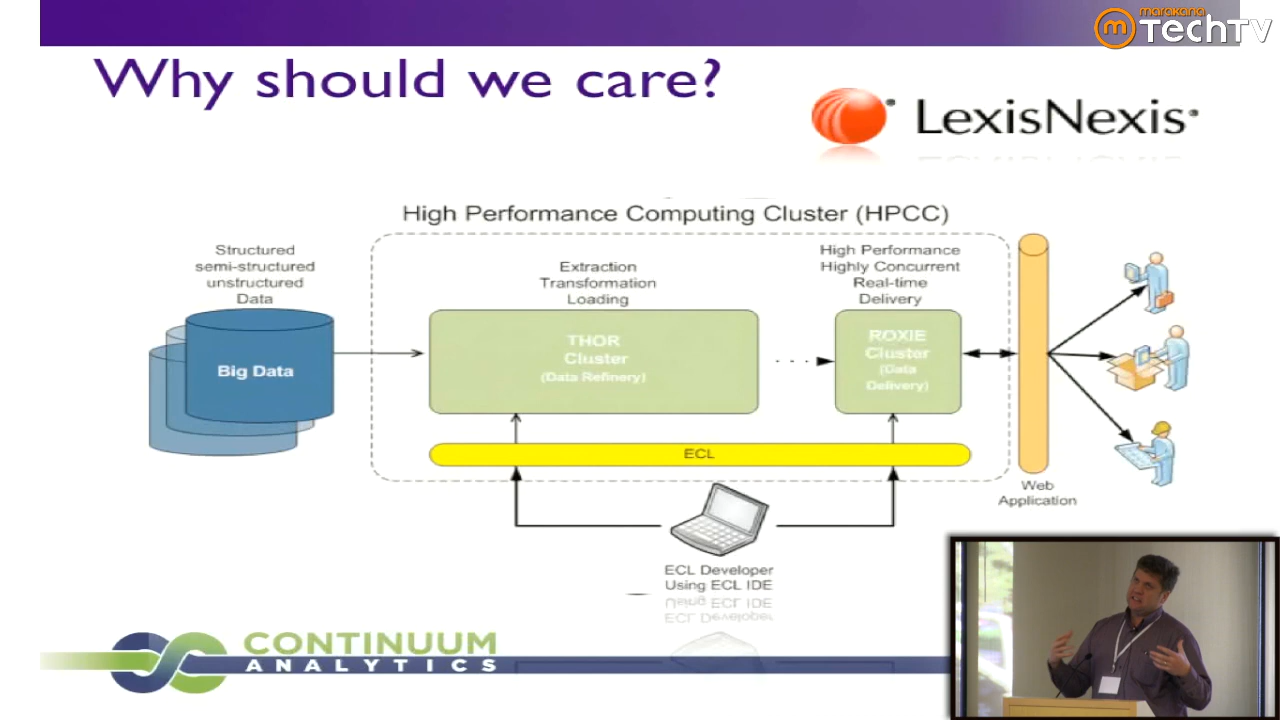 marakana
TechTV
Why should we care?
LexisNexis®
High Performance Computing Cluster (HPCC)
Structured
semi-structured
unstructured
Data
Extraction
Transformation
Loading
High Performance
Highly Concurrent
Real-time
Delivery
Big Data
THOR
Cluster
(Data Refinery)
ROXIE
Cluster
(Data
Delivery)
ECL
Web
Application
ECL Developer
Using ECL IDE
CONTINUUM
ANALYTICS